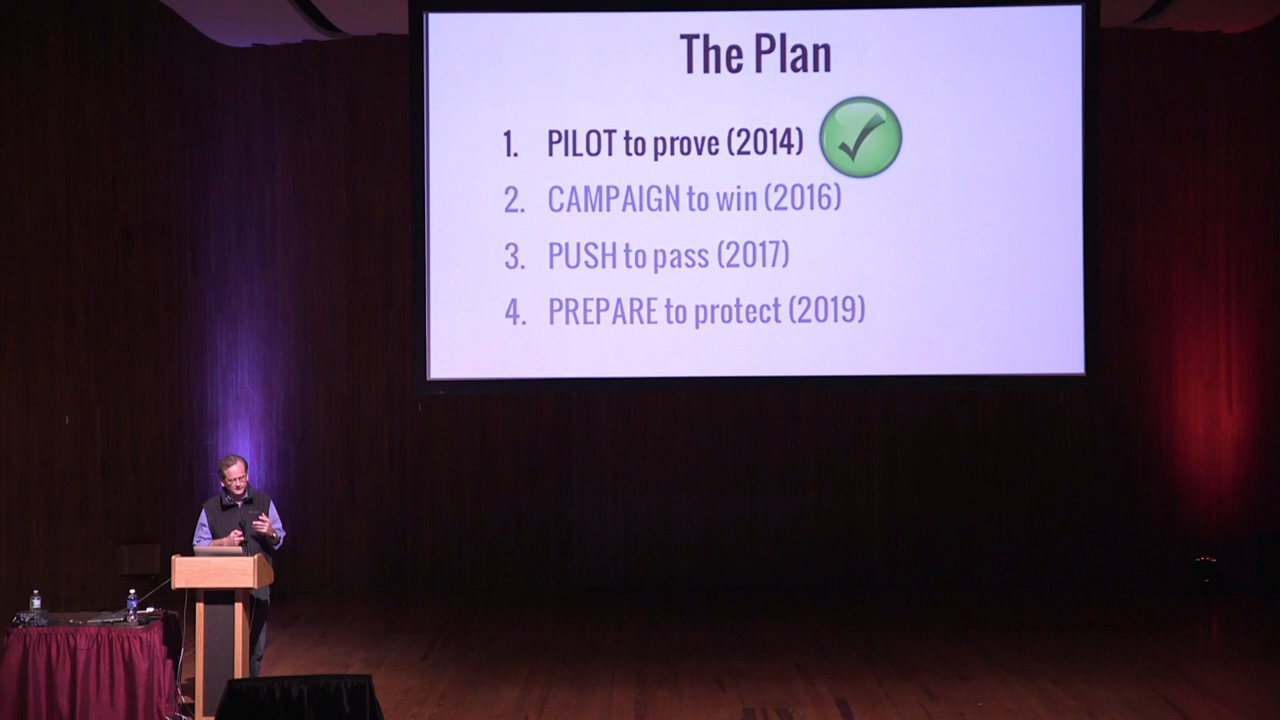 The Plan
1. PILOT to prove (2014)
2. CAMPAIGN to win (2016)
3. PUSH to pass (2017)
4. PREPARE to protect (2019)